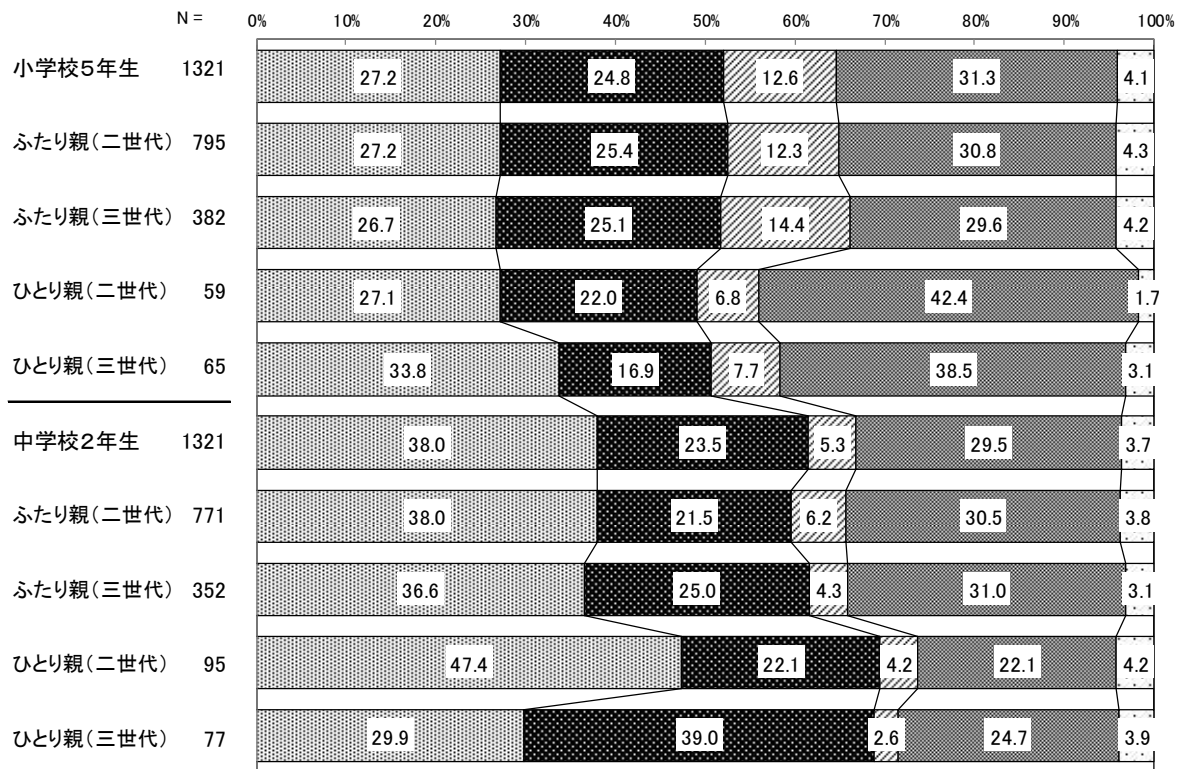 N =
0% 10% 20% 30% 40% 50% 60% 70% 80% 90% 100%
小学校5年生 1321 27.2 24.8 12.6 31.3 4.1
ふたり親(二世代) 795 27.2 25.4 12.3 30.8 4.3
ふたり親(三世代) 382 26.7 25.1 14.4 29.6 4.2
ひとり親(二世代) 59 27.1 22.0 6.8 42.4 1.7
ひとり親(三世代) 65 33.8 16.9 7.7 38.5 3.1
中学校2年生 1321 38.0 23.5 5.3 29.5 3.7
ふたり親(二世代) 771 38.0 21.5 6.2 30.5 3.8
ふたり親(三世代) 352 36.6 25.0 4.3 31.0 3.1
ひとり親(二世代) 95 47.4 22.1 4.2 22.1 4.2
ひとり親(三世代) 77 29.9 39.0 2.6 24.7 3.9